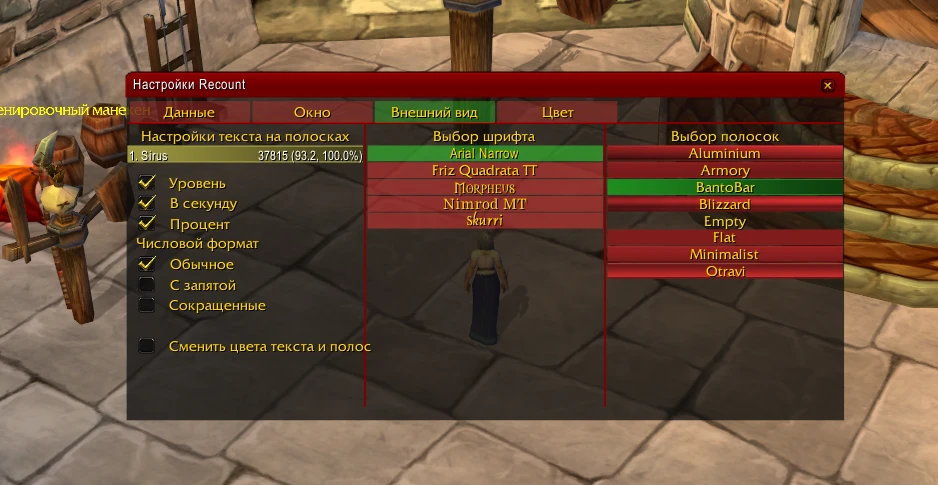 Настройки Recount
енировочный манекен
Данные
Окно
Внешний вид
Цвет
Настройки текста на полосках
1. Sirus 37815 (93.2, 100.0%)
Уровень
В секунду
Процент
Числовой формат
Обычное
С запятой
Сокращенные
Сменить цвета текста и полос
Выбор шрифта
Arial Narrow
Friz Quadrata TT
Morpheus
Nimrod MT
Skurri
Выбор полосок
Aluminium
Armory
BantoBar
Blizzard
Empty
Flat
Minimalist
Otravi